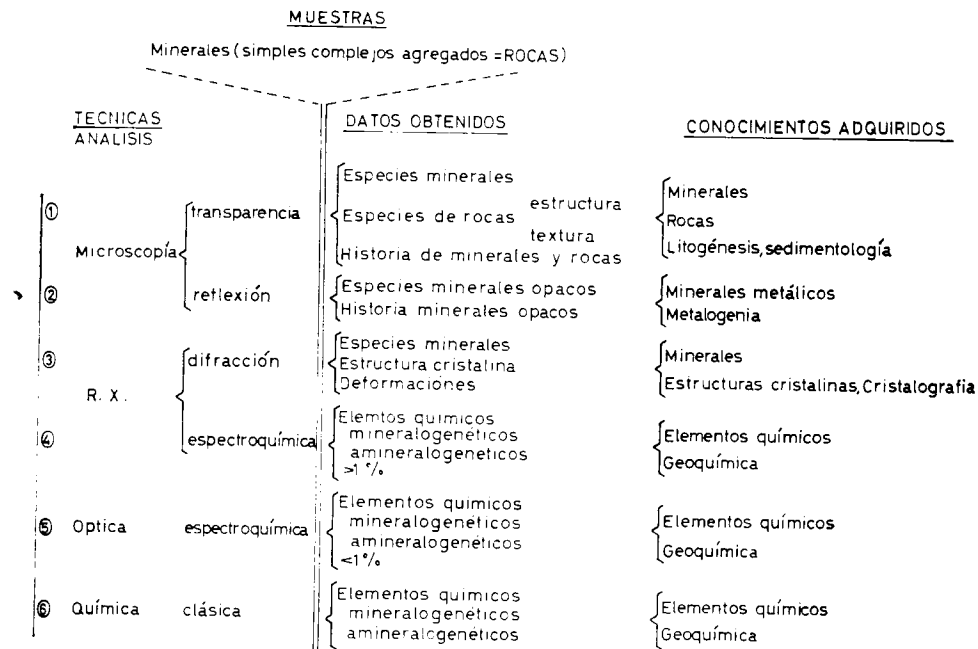 MUESTRAS
Minerales (simples complejos agregados = ROCAS)
TECNICAS
ANALISIS
DATOS OBTENIDOS
CONOCIMIENTOS ADQUIRIDOS
① Microscopía transparencia
Especies minerales
Especies de rocas estructura
textura
Historia de minerales y rocas
Minerales
Rocas
Litogénesis, sedimentología
② reflexión
Especies minerales opacos
Historia minerales opacos
Minerales metálicos
Metalogenia
③ R. X. difracción
Especies minerales
Estructura cristalina
Deformaciones
Minerales
Estructuras cristalinas, Cristalografia
④ espectroquímica
Elemtos químicos
mineralogenéticos
amineralogeneticos
>1 %
Elementos químicos
Geoquímica
⑤ Optica espectroquímica
Elementos quimicos
mineralogenéticos
amineralogenéticos
<1 %
Elementos químicos
Geoquímica
⑥ Química clásica
Elementos quimicos
mineralogenéticos
amineralogenéticos
Elementos químicos
Geoquímica